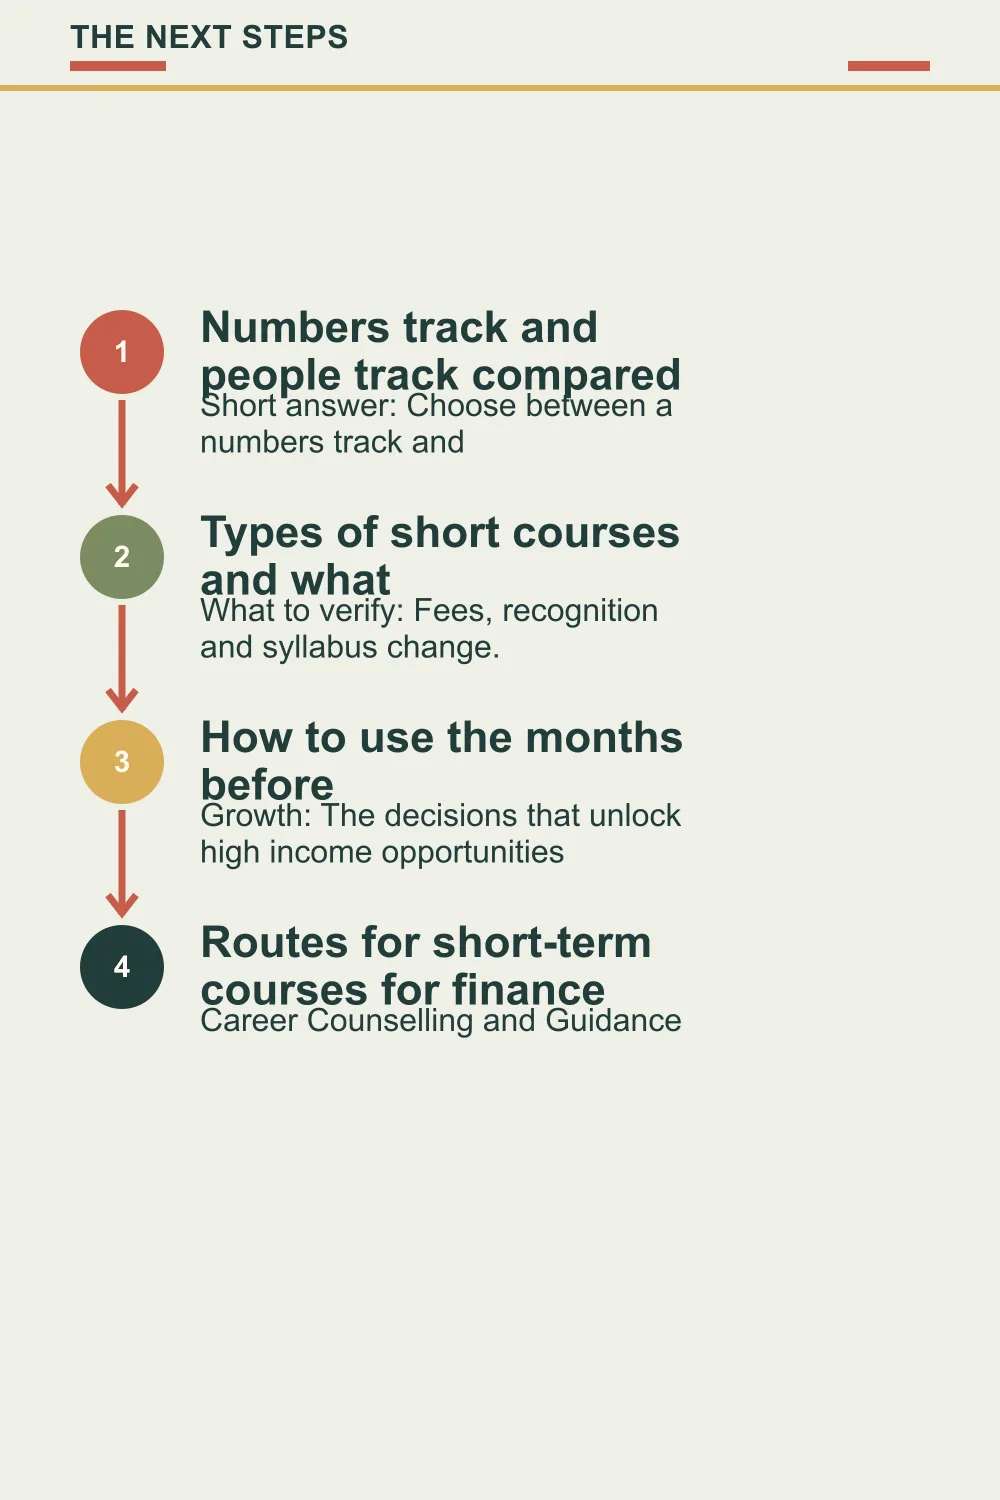 THE NEXT STEPS
1
Numbers track and
people track compared
Short answer: Choose between a
numbers track and
2
Types of short courses
and what
What to verify: Fees, recognition
and syllabus change.
3
How to use the months
before
Growth: The decisions that unlock
high income opportunities
4
Routes for short-term
courses for finance
Career Counselling and Guidance